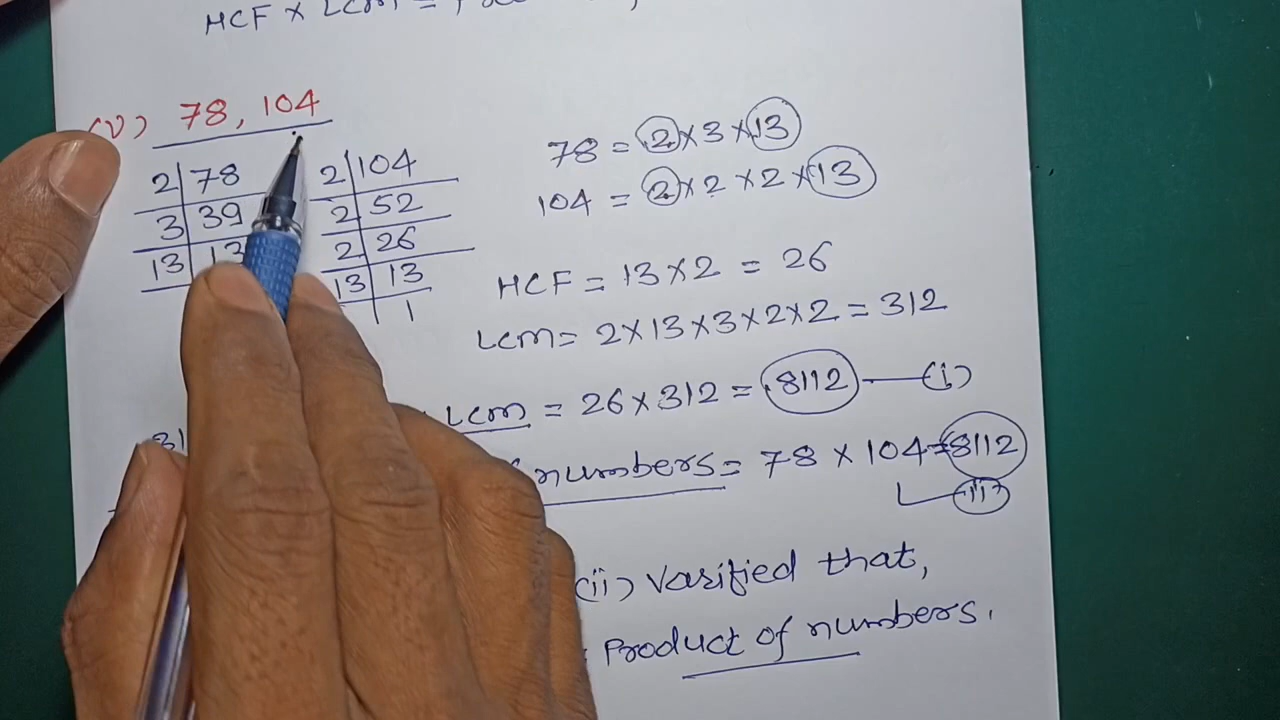 HCF × LCM =
(V) 78, 104
2 | 78
3 | 39
13 | 13
2 | 104
2 | 52
2 | 26
13 | 13
1
78 = 2 × 3 × 13
104 = 2 × 2 × 2 × 13
HCF = 13 × 2 = 26
LCM = 2 × 13 × 3 × 2 × 2 = 312
LCM = 26 × 312 = 8112 — (i)
numbers = 78 × 104 = 8112
(ii)
(ii) Varified that,
Product of numbers.